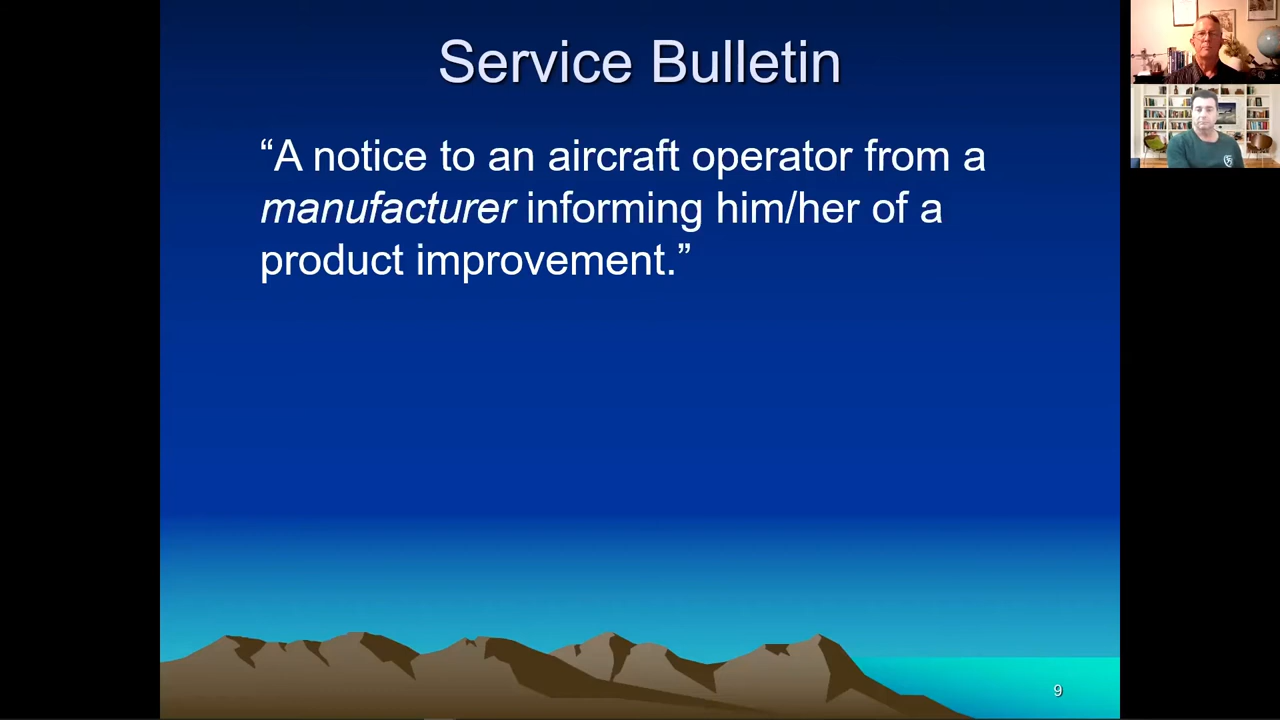 Service Bulletin
“A notice to an aircraft operator from a
manufacturer informing him/her of a
product improvement.”
9